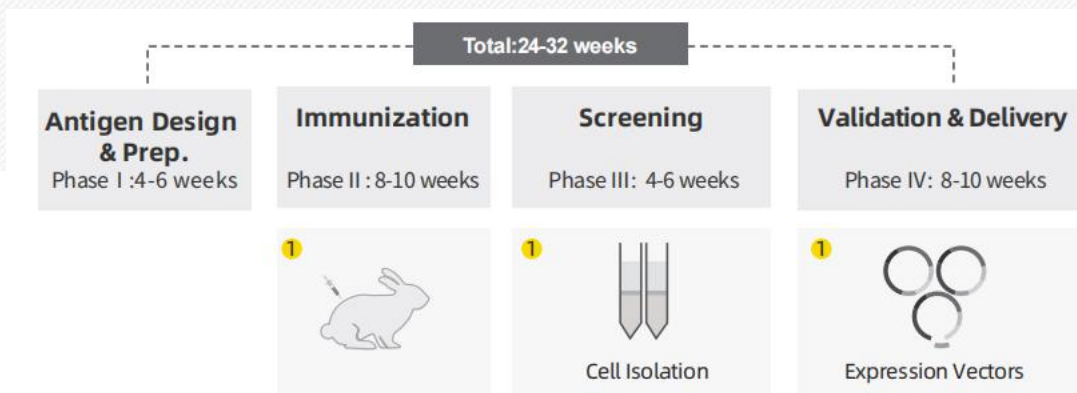 Total:24-32 weeks
Antigen Design
& Prep.
Phase I :4-6 weeks
Immunization
Phase II : 8-10 weeks
Screening
Phase III: 4-6 weeks
Validation & Delivery
Phase IV: 8-10 weeks
1
1
Cell Isolation
1
Expression Vectors